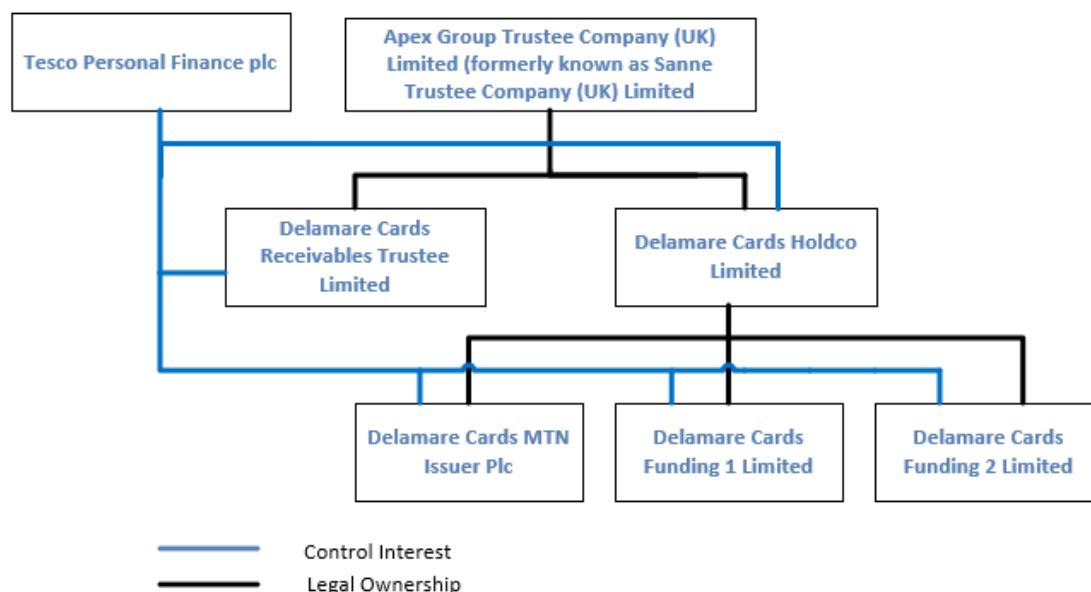 Tesco Personal Finance plc
Apex Group Trustee Company (UK)
Limited (formerly known as Sanne
Trustee Company (UK) Limited
Delamare Cards
Receivables Trustee
Limited
Delamare Cards Holdco
Limited
Delamare Cards MTN
Issuer Plc
Delamare Cards
Funding 1 Limited
Delamare Cards
Funding 2 Limited
Control Interest
Legal Ownership